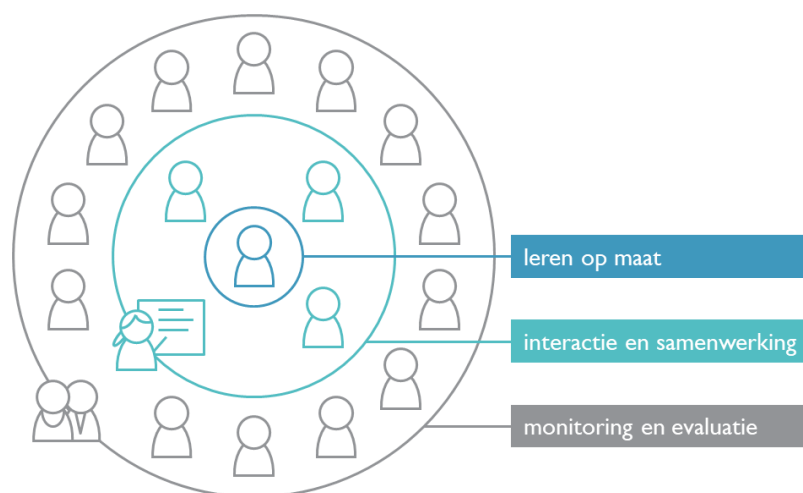 leren op maat
interactie en samenwerking
monitoring en evaluatie